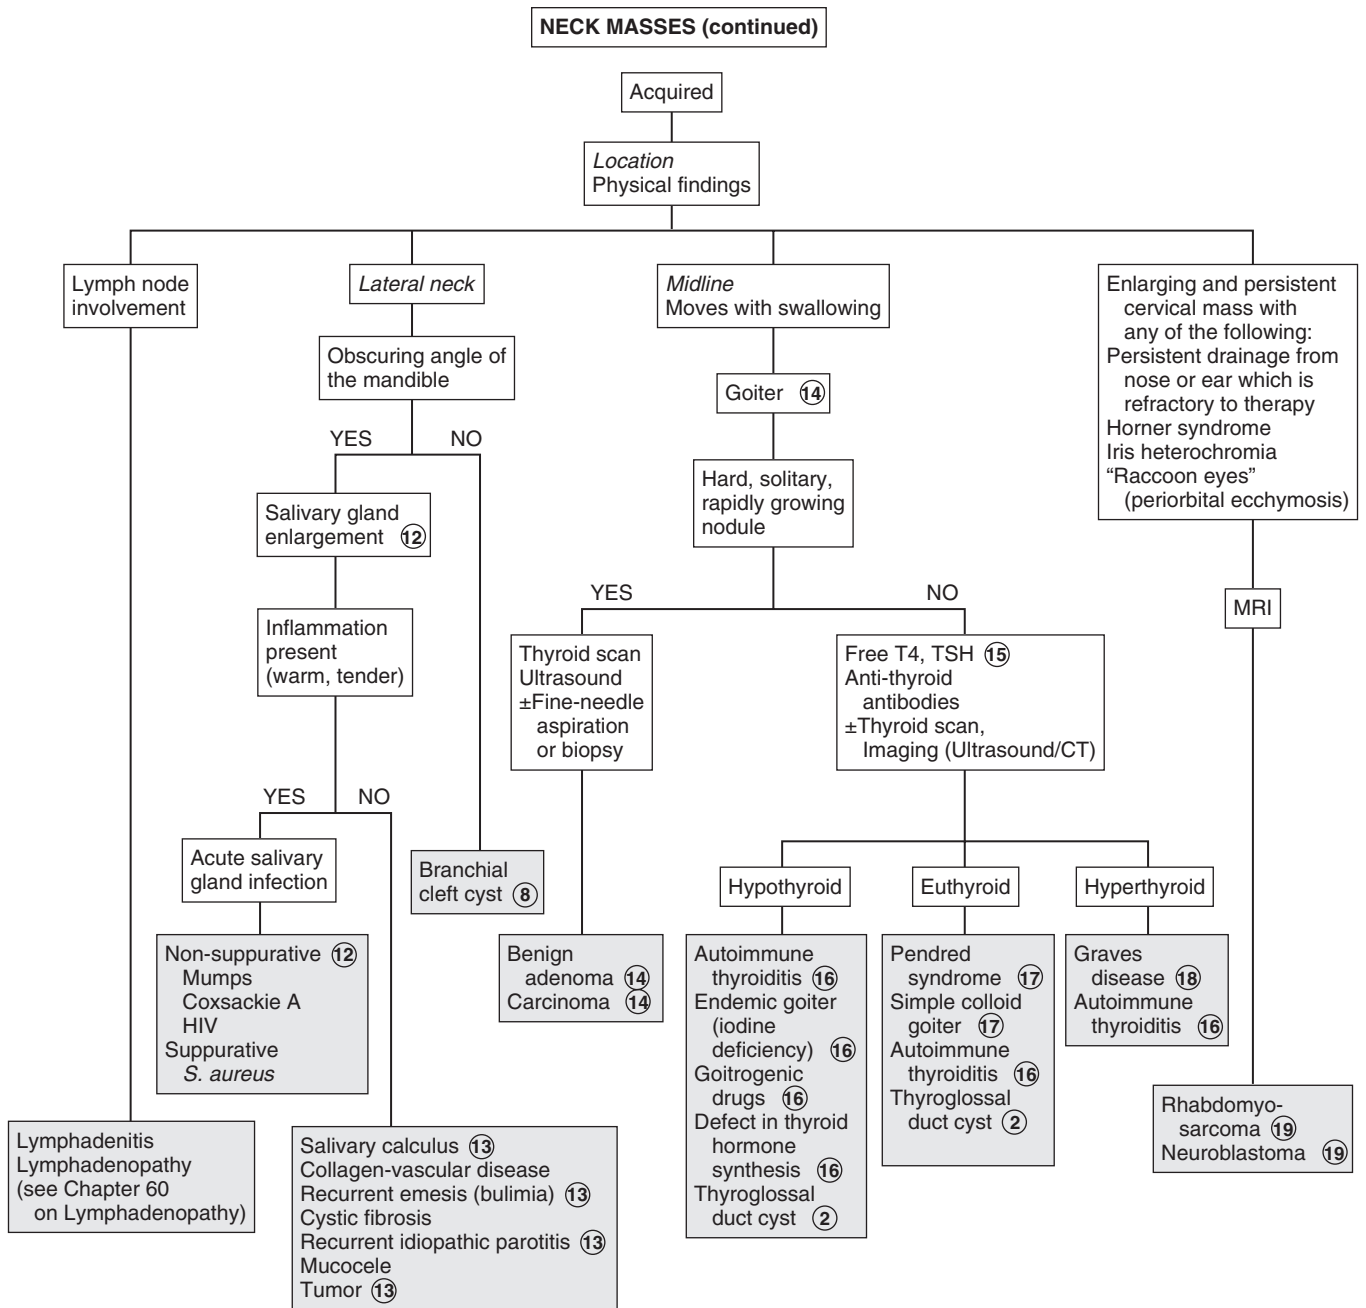 NECK MASSES (continued)
Acquired
Location
Physical findings
Lymph node
involvement
Lateral neck
Midline
Moves with swallowing
Enlarging and persistent
cervical mass with
any of the following:
Persistent drainage from
nose or ear which is
refractory to therapy
Horner syndrome
Iris heterochromia
“Raccoon eyes”
(periorbital ecchymosis)
Obscuring angle of
the mandible
Goiter 14
YES NO
Hard, solitary,
rapidly growing
nodule
Salivary gland
enlargement 12
YES NO
MRI
Inflammation
present
(warm, tender)
Thyroid scan
Ultrasound
±Fine-needle
aspiration
or biopsy
Free T4, TSH 15
Anti-thyroid
antibodies
±Thyroid scan,
Imaging (Ultrasound/CT)
YES NO
Acute salivary
gland infection
Branchial
cleft cyst 8
Hypothyroid
Euthyroid
Hyperthyroid
Non-suppurative 12
Mumps
Coxsackie A
HIV
Suppurative
S. aureus
Benign
adenoma 14
Carcinoma 14
Autoimmune
thyroiditis 16
Endemic goiter
(iodine
deficiency) 16
Goitrogenic
drugs 16
Defect in thyroid
hormone
synthesis 16
Thyroglossal
duct cyst 2
Pendred
syndrome 17
Simple colloid
goiter 17
Autoimmune
thyroiditis 16
Thyroglossal
duct cyst 2
Graves
disease 18
Autoimmune
thyroiditis 16
Rhabdomyo-
sarcoma 19
Neuroblastoma 19
Lymphadenitis
Lymphadenopathy
(see Chapter 60
on Lymphadenopathy)
Salivary calculus 13
Collagen-vascular disease
Recurrent emesis (bulimia) 13
Cystic fibrosis
Recurrent idiopathic parotitis 13
Mucocele
Tumor 13